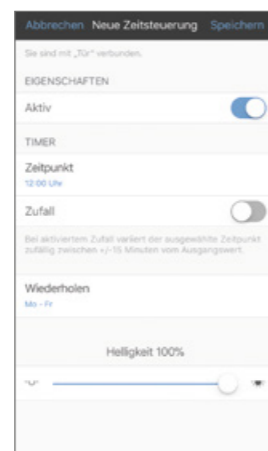 Abbrechen Neue Zeitsteuerung Speichern
Sie sind mit „Tür“ verbunden.
EIGENSCHAFTEN
Aktiv
TIMER
Zeitpunkt
12:00 Uhr
Zufall
Bei aktiviertem Zufall variiert der ausgewählte Zeitpunkt
zufällig zwischen +/-15 Minuten vom Ausgangswert.
Wiederholen
Mo - Fr
Helligkeit 100%